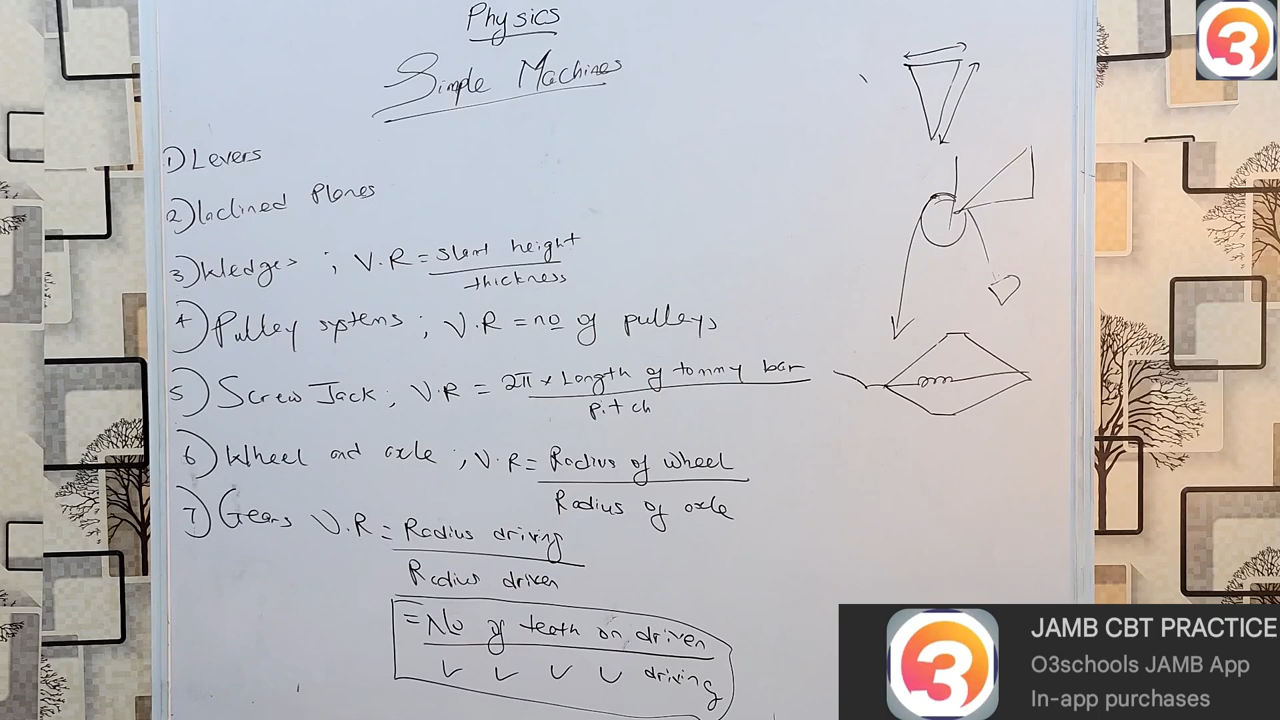 Physics
Simple Machines
1) Levers
2) Inclined Planes
3) Wedges ; V.R = slant height
thickness
4) Pulley systems ; V.R = no of pulleys
5) Screw Jack ; V.R = 2π x Length of tommy bar
pitch
6) Wheel and axle ; V.R = Radius of wheel
Radius of axle
7) Gears V.R = Radius driving
Radius driven
= No of teeth on driven
✓ ✓ ✓ ✓ driving
3
3
JAMB CBT PRACTICE
O3schools JAMB App
In-app purchases